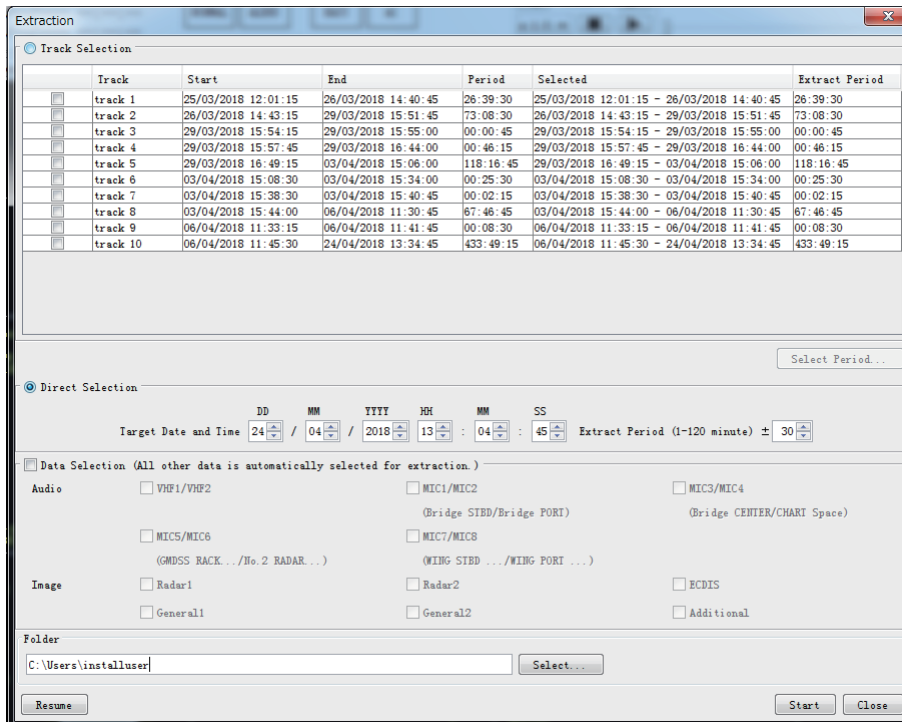 Extraction
Track Selection
Track Start End Period Selected Extract Period
track 1 25/03/2018 12:01:15 26/03/2018 14:40:45 26:39:30 25/03/2018 12:01:15 - 26/03/2018 14:40:45 26:39:30
track 2 26/03/2018 14:43:15 29/03/2018 15:51:45 73:08:30 26/03/2018 14:43:15 - 29/03/2018 15:51:45 73:08:30
track 3 29/03/2018 15:54:15 29/03/2018 15:55:00 00:00:45 29/03/2018 15:54:15 - 29/03/2018 15:55:00 00:00:45
track 4 29/03/2018 15:57:45 29/03/2018 16:44:00 00:46:15 29/03/2018 15:57:45 - 29/03/2018 16:44:00 00:46:15
track 5 29/03/2018 16:49:15 03/04/2018 15:06:00 118:16:45 29/03/2018 16:49:15 - 03/04/2018 15:06:00 118:16:45
track 6 03/04/2018 15:08:30 03/04/2018 15:34:00 00:25:30 03/04/2018 15:08:30 - 03/04/2018 15:34:00 00:25:30
track 7 03/04/2018 15:38:30 03/04/2018 15:40:45 00:02:15 03/04/2018 15:38:30 - 03/04/2018 15:40:45 00:02:15
track 8 03/04/2018 15:44:00 06/04/2018 11:30:45 67:46:45 03/04/2018 15:44:00 - 06/04/2018 11:30:45 67:46:45
track 9 06/04/2018 11:33:15 06/04/2018 11:41:45 00:08:30 06/04/2018 11:33:15 - 06/04/2018 11:41:45 00:08:30
track 10 06/04/2018 11:45:30 24/04/2018 13:34:45 433:49:15 06/04/2018 11:45:30 - 24/04/2018 13:34:45 433:49:15
Select Period...
Direct Selection
DD MM YYYY HH MM SS
Target Date and Time 24 / 04 / 2018 13 : 04 : 45 Extract Period (1-120 minute) ± 30
Data Selection (All other data is automatically selected for extraction.)
Audio VHF1/VHF2 MIC1/MIC2 MIC3/MIC4
(Bridge STBD/Bridge PORT) (Bridge CENTER/CHART Space)
MIC5/MIC6 MIC7/MIC8
(GMDSS RACK.../No.2 RADAR...) (WING STBD .../WING PORT ...)
Image Radar1 Radar2 ECDIS
General1 General2 Additional
Folder
C:\Users\installuser Select...
Resume Start Close